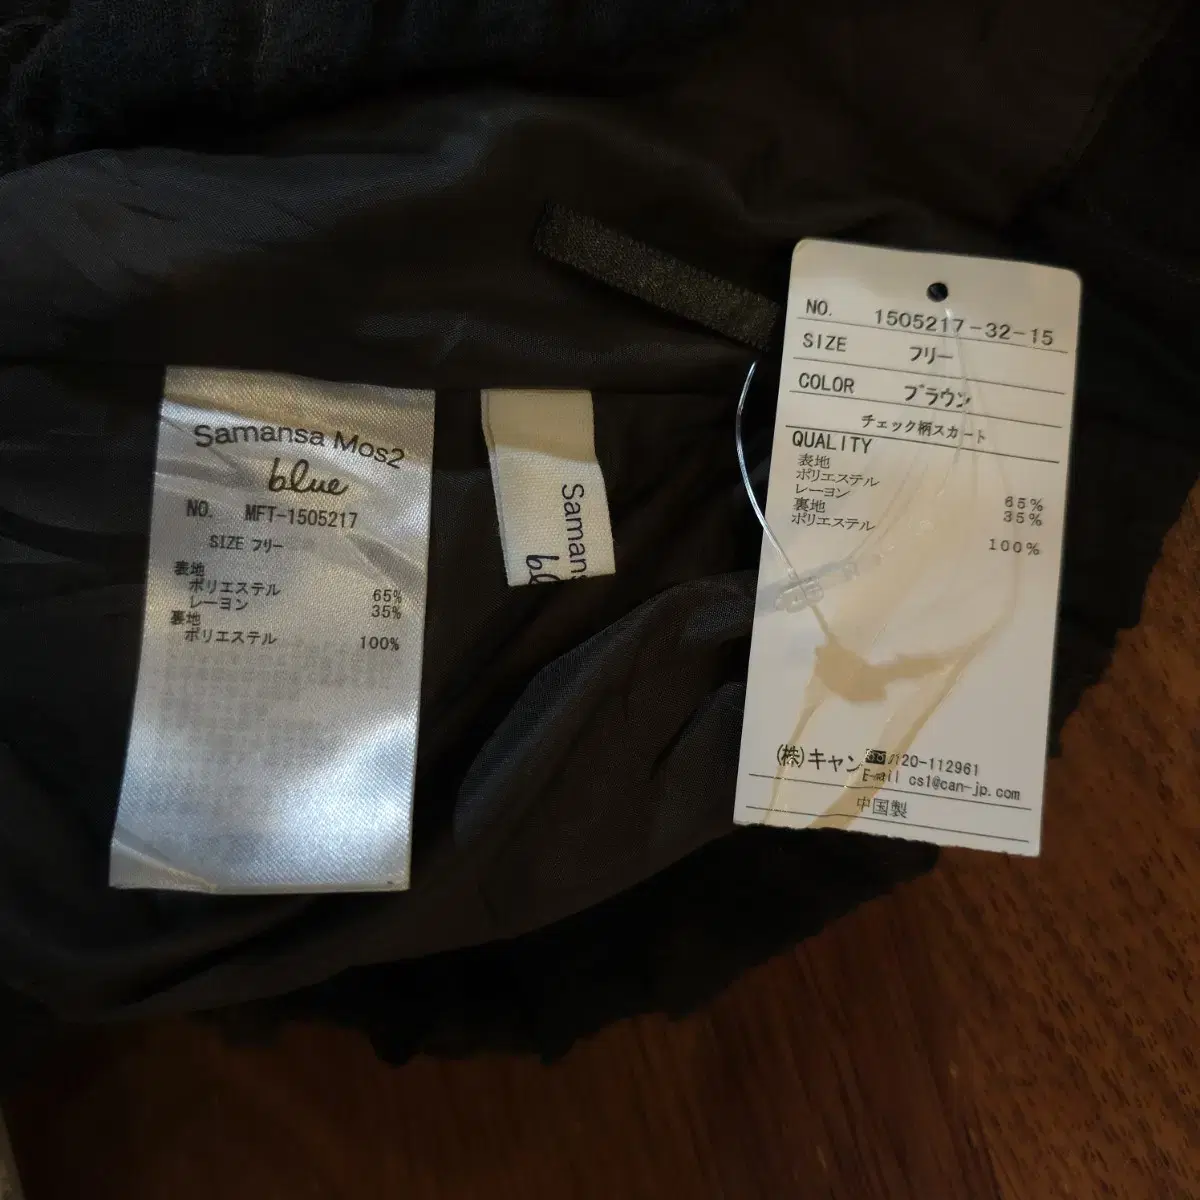 Samansa Mos2
blue
NO. MFT-1505217
SIZE フリー
表地
ポリエステル 65%
レーヨン 35%
裏地
ポリエステル 100%
Samans
NO. 1505217-32-15
SIZE フリー
COLOR ブラウン
チェック柄スカート
QUALITY
表地
ポリエステル 65%
レーヨン 35%
裏地
ポリエステル 100%
(株)キャン 0120-112961
E-mail cs1@can-jp.com
中国製